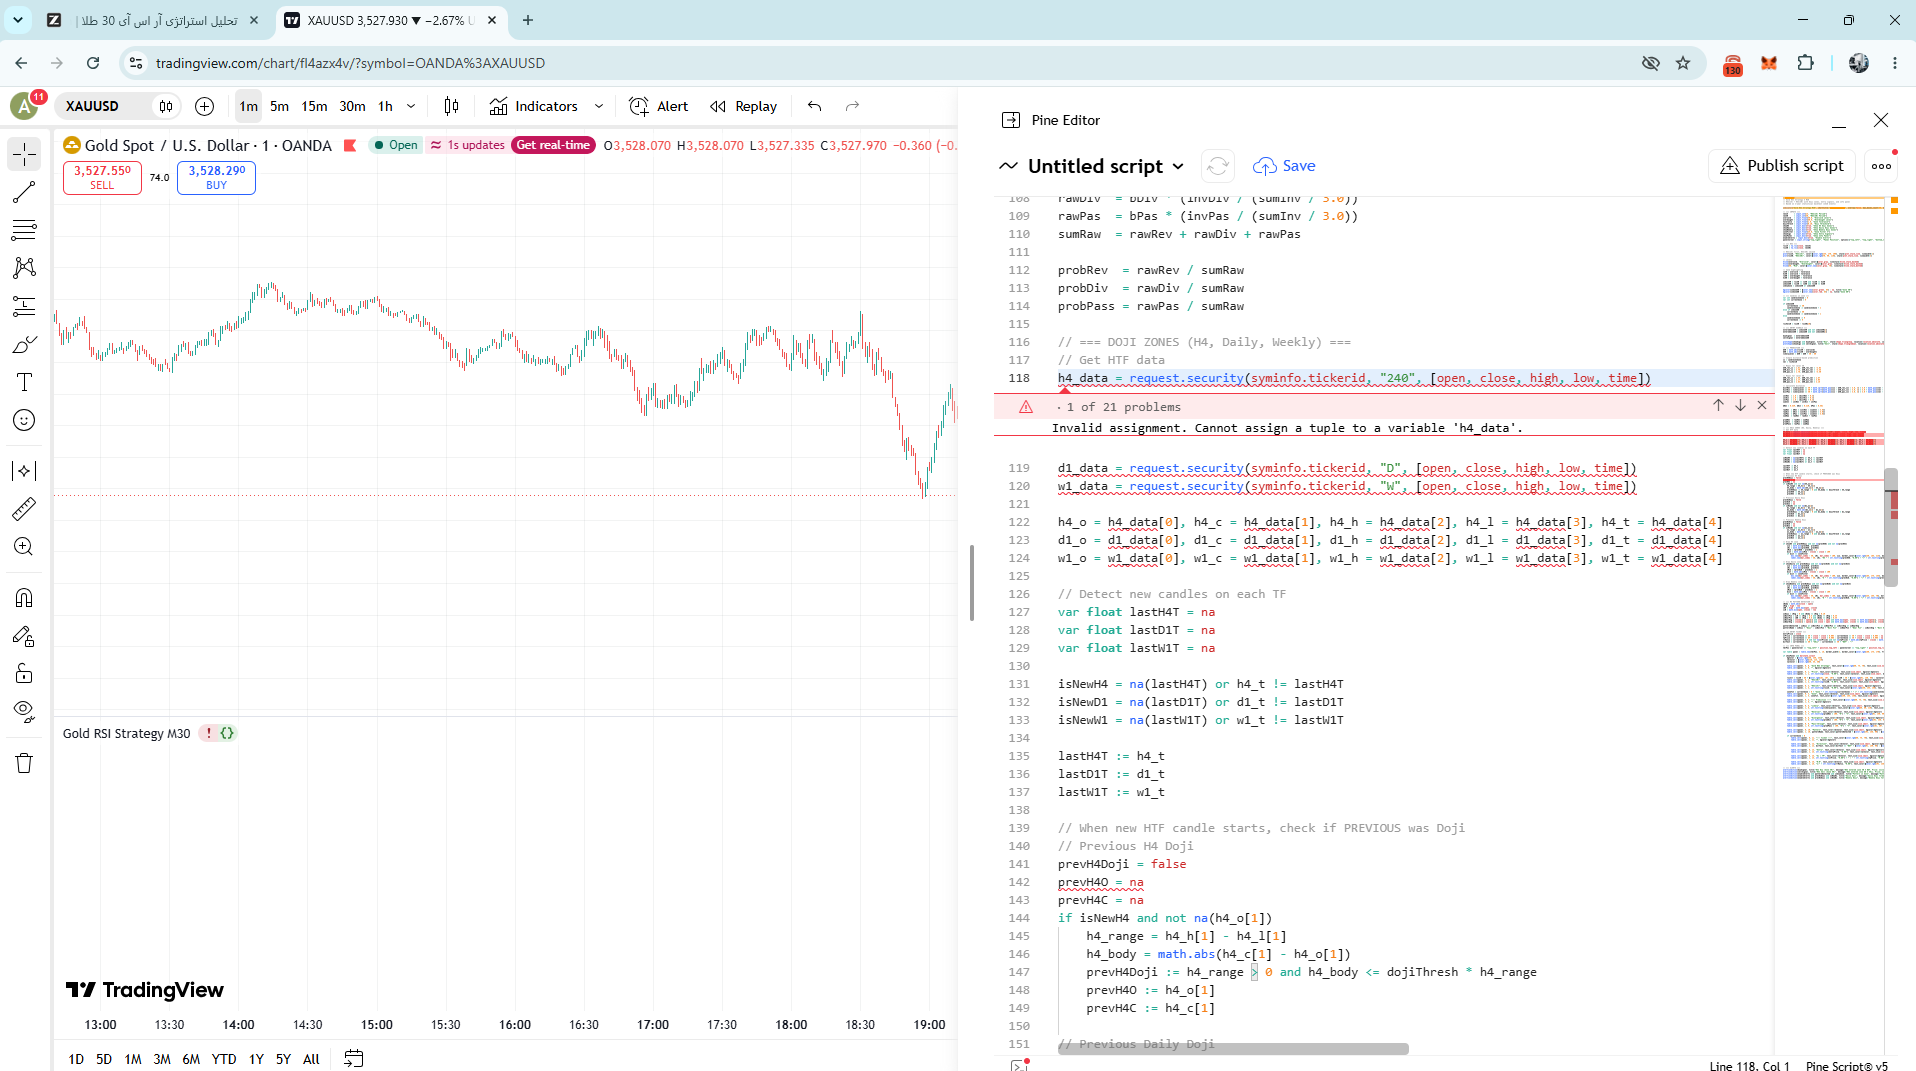 تحلیل استراتژی آر اس آی 30 طلا |
XAUUSD 3,527.930 ▼ −2.67% U
tradingview.com/chart/fl4azx4v/?symbol=OANDA%3AXAUUSD
130
A 11 XAUUSD 1m 5m 15m 30m 1h Indicators Alert Replay
Gold Spot / U.S. Dollar · 1 · OANDA Open 1s updates Get real-time O3,528.070 H3,528.070 L3,527.335 C3,527.970 −0.360 (−0.
3,527.550 SELL 74.0 3,528.290 BUY
Gold RSI Strategy M30 ! {}
TradingView
13:00 13:30 14:00 14:30 15:00 15:30 16:00 16:30 17:00 17:30 18:00 18:30 19:00
1D 5D 1M 3M 6M YTD 1Y 5Y All
Pine Editor
Untitled script Save Publish script
108 rawDiv  = bDiv * (invDiv / (sumInv / 3.0))
109 rawPas  = bPas * (invPas / (sumInv / 3.0))
110 sumRaw  = rawRev + rawDiv + rawPas
111
112 probRev  = rawRev / sumRaw
113 probDiv  = rawDiv / sumRaw
114 probPass = rawPas / sumRaw
115
116 // === DOJI ZONES (H4, Daily, Weekly) ===
117 // Get HTF data
118 h4_data = request.security(syminfo.tickerid, "240", [open, close, high, low, time])
· 1 of 21 problems
Invalid assignment. Cannot assign a tuple to a variable 'h4_data'.
119 d1_data = request.security(syminfo.tickerid, "D", [open, close, high, low, time])
120 w1_data = request.security(syminfo.tickerid, "W", [open, close, high, low, time])
121
122 h4_o = h4_data[0], h4_c = h4_data[1], h4_h = h4_data[2], h4_l = h4_data[3], h4_t = h4_data[4]
123 d1_o = d1_data[0], d1_c = d1_data[1], d1_h = d1_data[2], d1_l = d1_data[3], d1_t = d1_data[4]
124 w1_o = w1_data[0], w1_c = w1_data[1], w1_h = w1_data[2], w1_l = w1_data[3], w1_t = w1_data[4]
125
126 // Detect new candles on each TF
127 var float lastH4T = na
128 var float lastD1T = na
129 var float lastW1T = na
130
131 isNewH4 = na(lastH4T) or h4_t != lastH4T
132 isNewD1 = na(lastD1T) or d1_t != lastD1T
133 isNewW1 = na(lastW1T) or w1_t != lastW1T
134
135 lastH4T := h4_t
136 lastD1T := d1_t
137 lastW1T := w1_t
138
139 // When new HTF candle starts, check if PREVIOUS was Doji
140 // Previous H4 Doji
141 prevH4Doji = false
142 prevH4O = na
143 prevH4C = na
144 if isNewH4 and not na(h4_o[1])
145     h4_range = h4_h[1] - h4_l[1]
146     h4_body = math.abs(h4_c[1] - h4_o[1])
147     prevH4Doji := h4_range > 0 and h4_body <= dojiThresh * h4_range
148     prevH4O := h4_o[1]
149     prevH4C := h4_c[1]
150
151 // Previous Daily Doji
Line 118, Col 1 Pine Script® v5